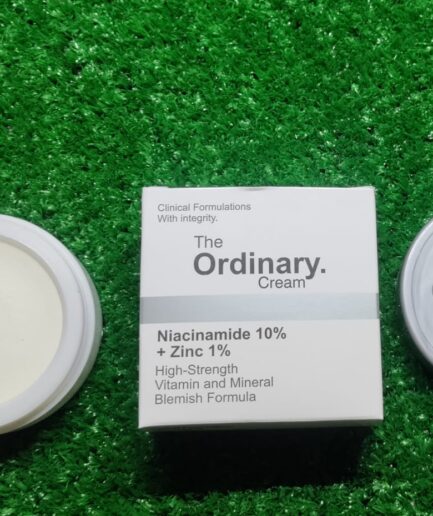 Clinical Formulations
With integrity.
The
Ordinary.
Cream
Niacinamide 10%
+ Zinc 1%
High-Strength
Vitamin and Mineral
Blemish Formula